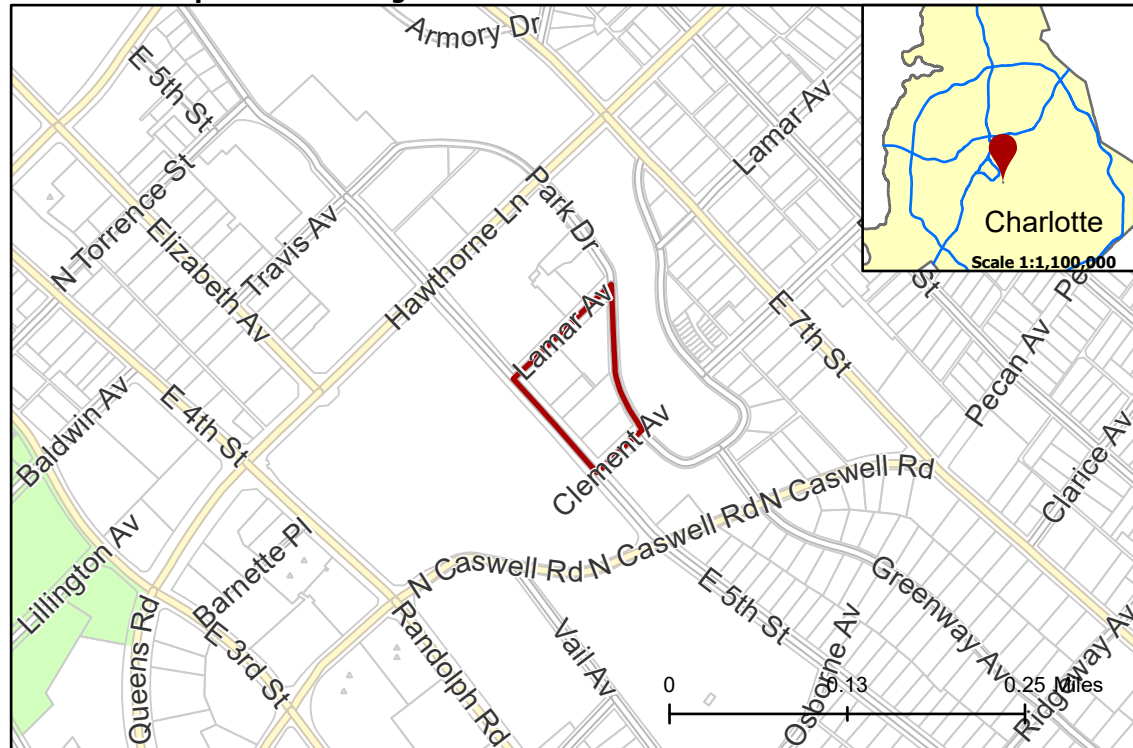 Armory Dr
E 5th St
Lamar Av
Charlotte
Scale 1:1,100,000
N Torrence St
Travis Av
Elizabeth Av
Hawthorne Ln
Park Dr
St
Lamar Av
E 7th St
Pecan Av
Baldwin Av
E 4th St
Clement Av
Clarice Av
Lillington Av
Barnette Pl
N Caswell Rd
N Caswell Rd
N Caswell Rd
E 5th St
Greenway Av
Queens Rd
E 3rd St
Randolph Rd
Vail Av
Osborne Av
Ridgeway Av
0
0.13
0.25 Miles